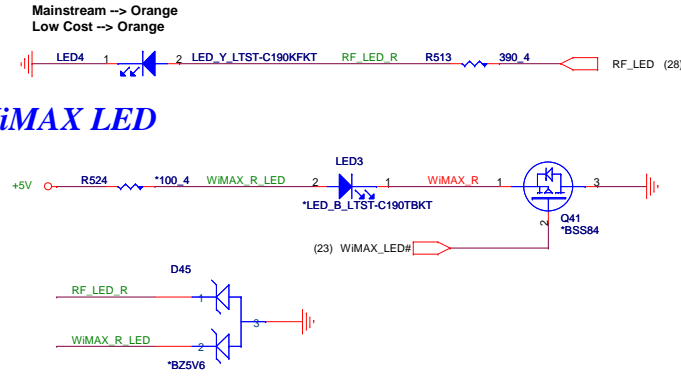 Mainstream --> Orange
Low Cost --> Orange
LED4 1 2 LED_Y_LTST-C190KFKT RF_LED_R R513 390_4 RF_LED (28)
iMAX LED
LED3
+5V R524 *100_4 WiMAX_R_LED 2 1 WiMAX_R 1 3
*LED_B_LTST-C190TBKT
2
Q41
*BSS84
(23) WiMAX_LED#
D45
RF_LED_R 1
3
WiMAX_R_LED 2
*BZ5V6